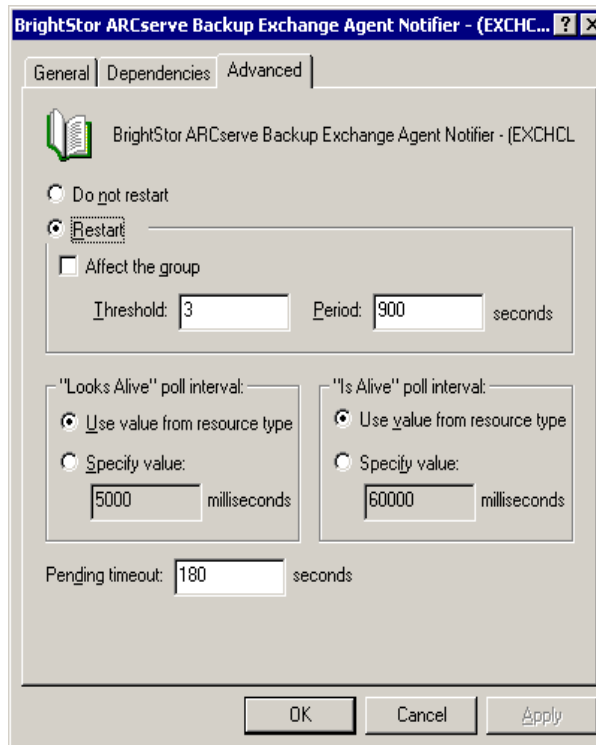 BrightStor ARCserve Backup Exchange Agent Notifier - (EXCHC...
General Dependencies Advanced
BrightStor ARCserve Backup Exchange Agent Notifier - (EXCHCL
Do not restart
Restart
Affect the group
Threshold: 3 Period: 900 seconds
"Looks Alive" poll interval: "Is Alive" poll interval:
Use value from resource type Use value from resource type
Specify value: Specify value:
5000 milliseconds 60000 milliseconds
Pending timeout: 180 seconds
OK Cancel Apply